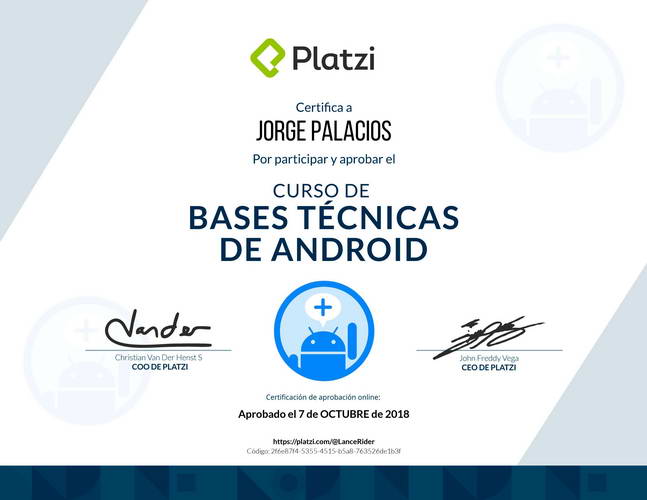 Platzi
Certifica a
JORGE PALACIOS
Por participar y aprobar el
CURSO DE
BASES TÉCNICAS
DE ANDROID
Vander
Christian Van Der Henst S
COO DE PLATZI
John Freddy Vega
CEO DE PLATZI
Certificación de aprobación online:
Aprobado el 7 de OCTUBRE de 2018
https://platzi.com/@LanceRider
Código: 2f6e87f4-5355-4515-b5a8-763526de1b3f